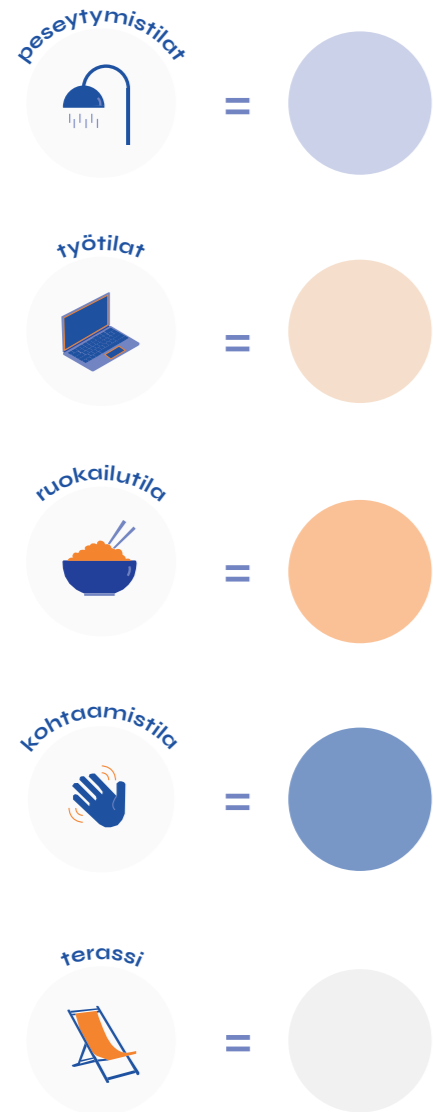 peseytymistilat
=
työtilat
=
ruokailutila
=
kohtaamistila
=
terassi
=